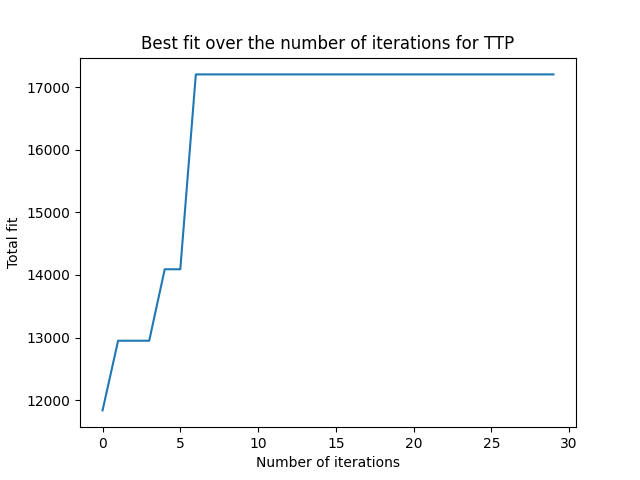 Best fit over the number of iterations for TTP
17000
16000
15000
14000
13000
12000
Total fit
0 5 10 15 20 25 30
Number of iterations